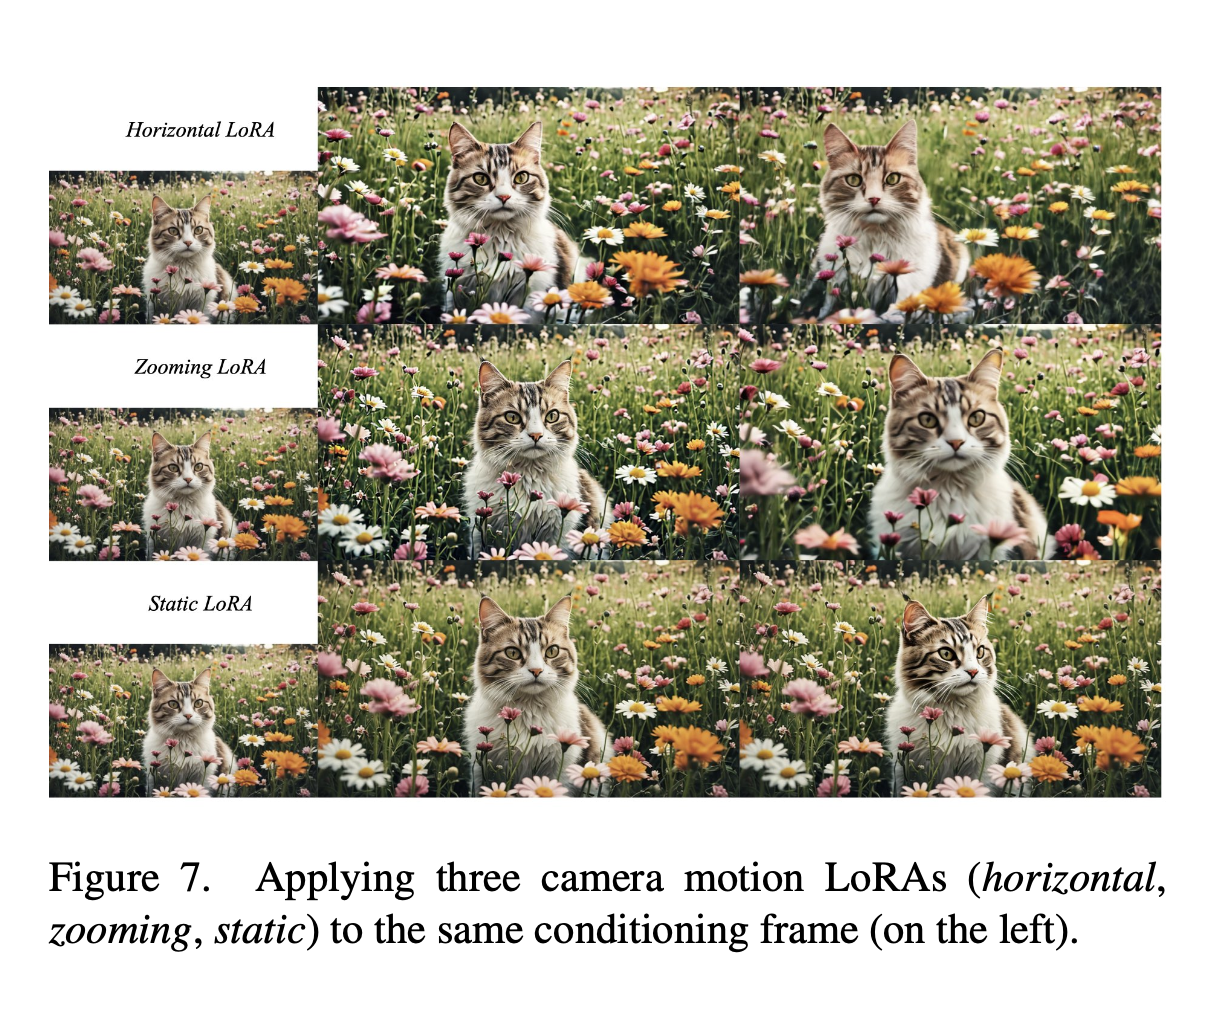 Horizontal LoRA
Zooming LoRA
Static LoRA
Figure 7. Applying three camera motion LoRAs (horizontal,
zooming, static) to the same conditioning frame (on the left).